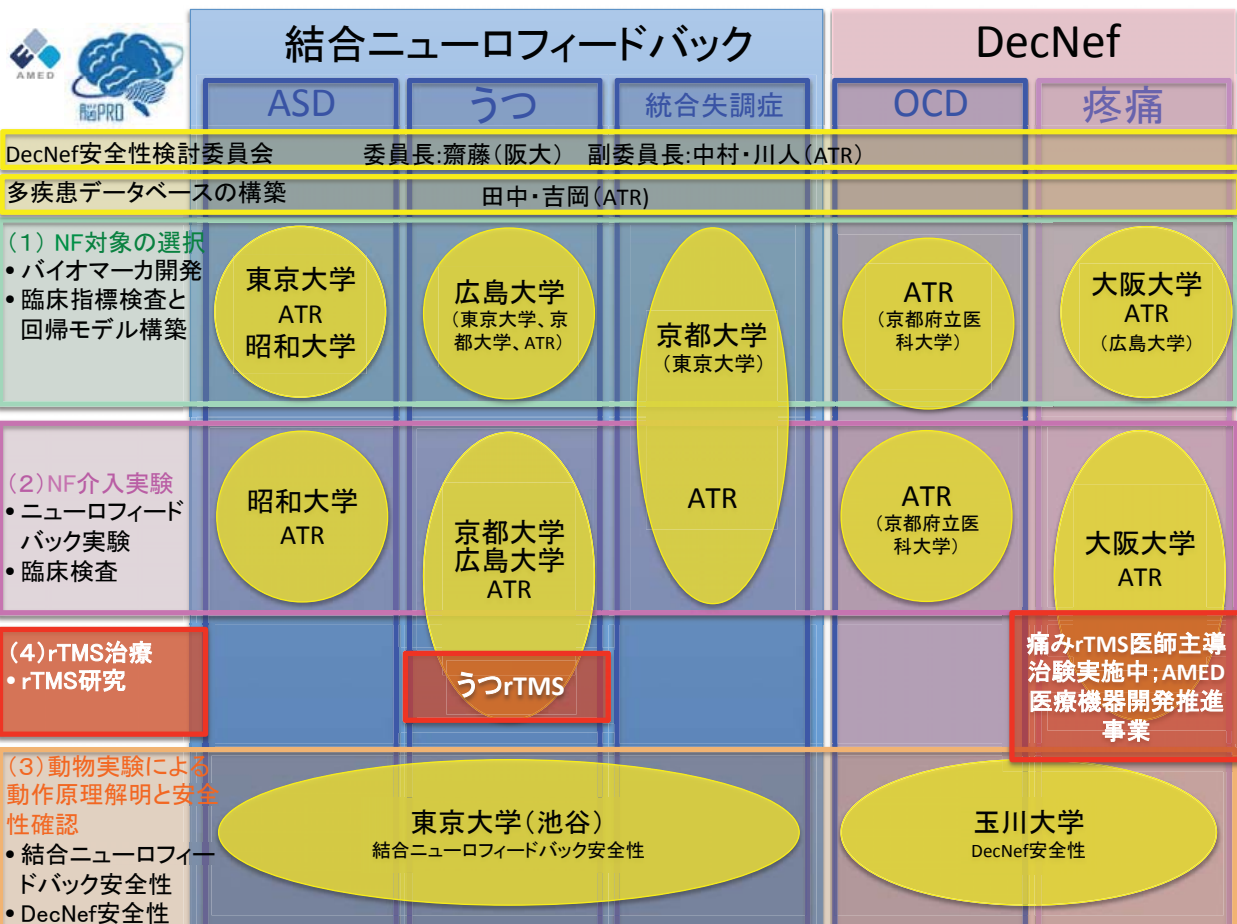 AMED
脳PRO
結合ニューロフィードバック
DecNef
ASD
うつ
統合失調症
OCD
疼痛
DecNef安全性検討委員会 委員長:齋藤(阪大) 副委員長:中村・川人(ATR)
多疾患データベースの構築 田中・吉岡(ATR)
(1) NF対象の選択
• バイオマーカ開発
• 臨床指標検査と
回帰モデル構築
東京大学
ATR
昭和大学
広島大学
(東京大学、京
都大学、ATR)
京都大学
(東京大学)
ATR
ATR
(京都府立医
科大学)
大阪大学
ATR
(広島大学)
(2)NF介入実験
• ニューロフィード
バック実験
• 臨床検査
昭和大学
ATR
京都大学
広島大学
ATR
ATR
(京都府立医
科大学)
大阪大学
ATR
(4)rTMS治療
• rTMS研究
うつrTMS
痛みrTMS医師主導
治験実施中;AMED
医療機器開発推進
事業
(3)動物実験による
動作原理解明と安全
性確認
• 結合ニューロフィー
ドバック安全性
• DecNef安全性
東京大学(池谷)
結合ニューロフィードバック安全性
玉川大学
DecNef安全性